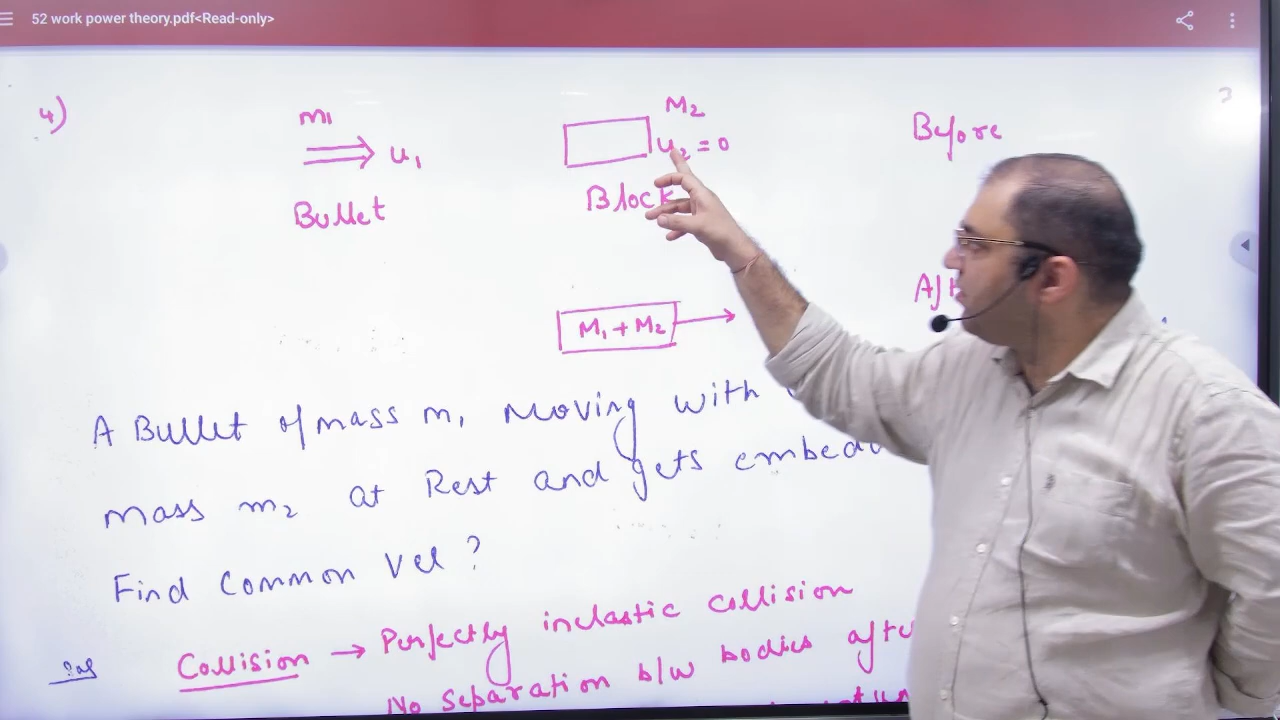 52 work power theory.pdf<Read-only>
3
4)
m1
M2
Before
u1
u2 = 0
Bullet
Block
M1 + M2
A Bullet of mass m1 moving with
mass m2 at Rest and gets
Find Common Vel ?
Sol Collision → Perfectly inelastic collision
No Separation b/w bodies